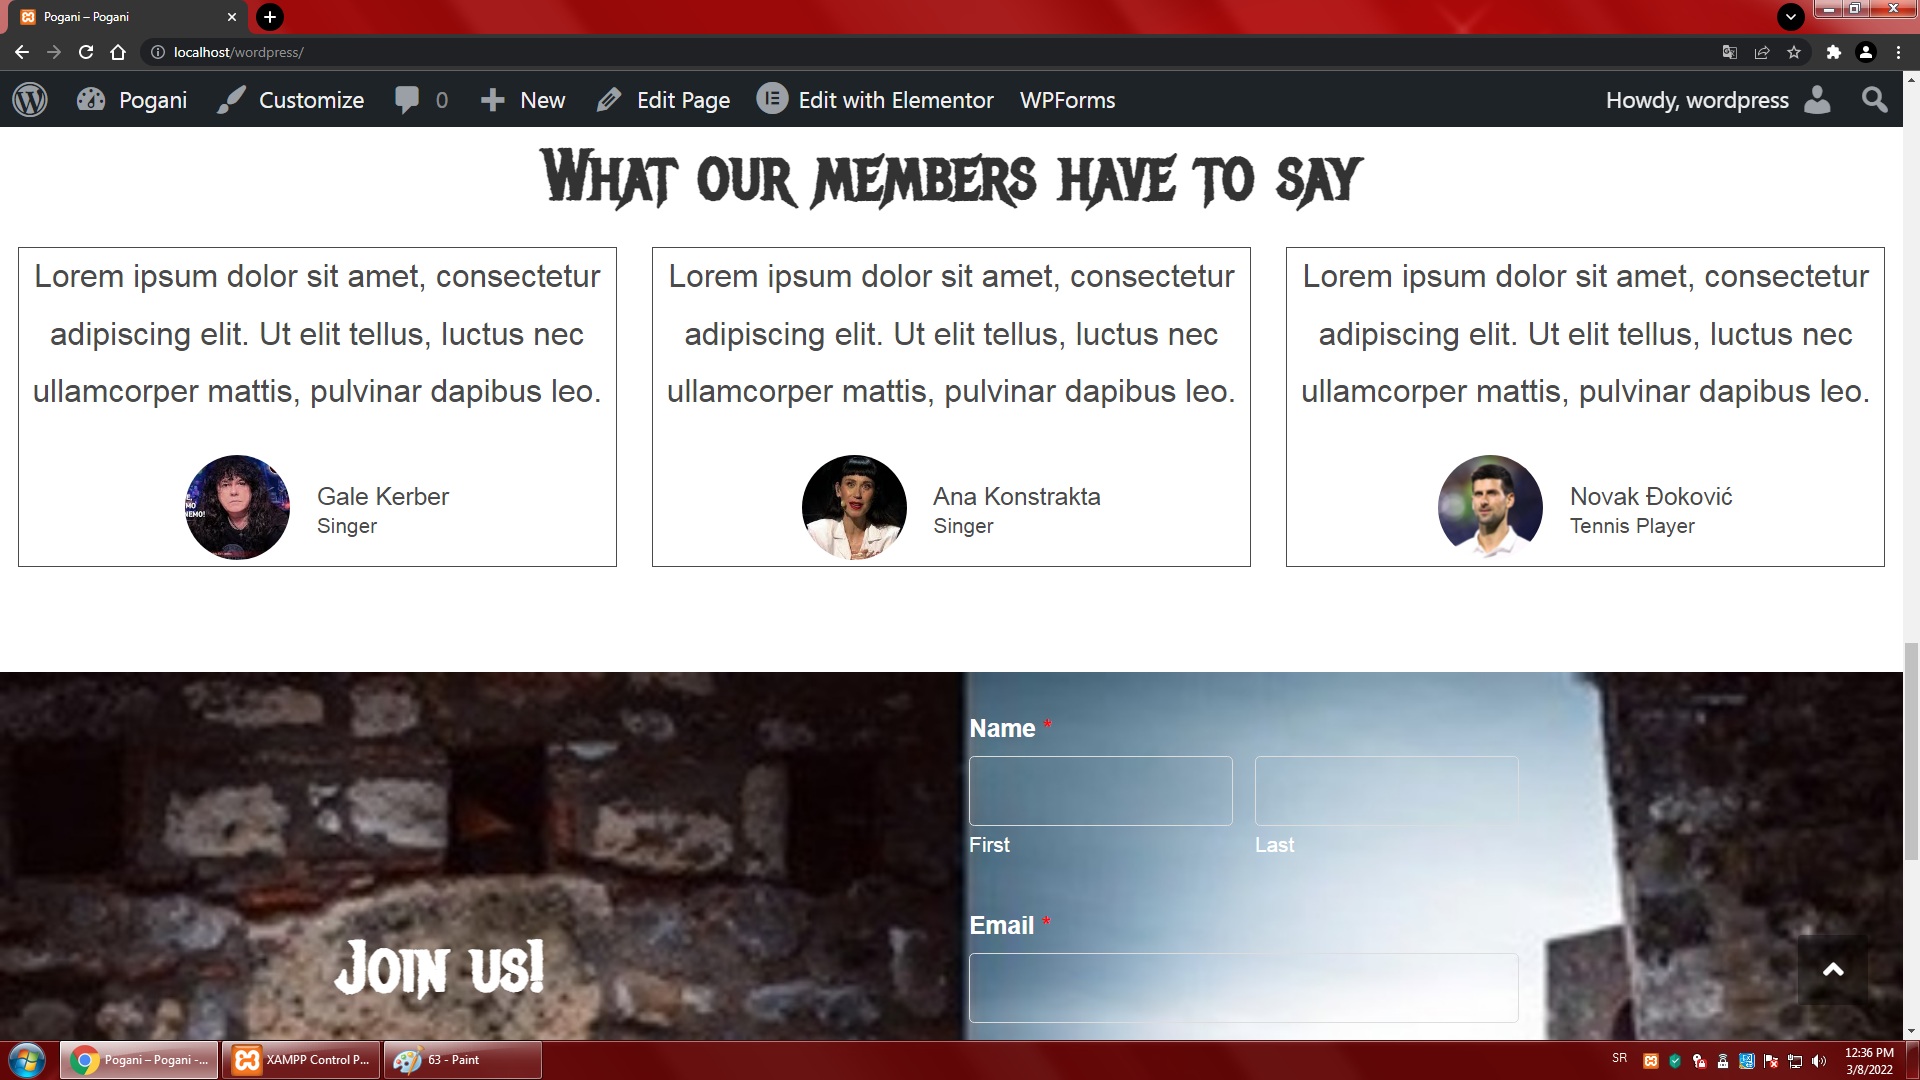 Pogani – Pogani
localhost/wordpress/
Pogani Customize 0 New Edit Page Edit with Elementor WPForms Howdy, wordpress
What our members have to say
Lorem ipsum dolor sit amet, consectetur
adipiscing elit. Ut elit tellus, luctus nec
ullamcorper mattis, pulvinar dapibus leo.
Gale Kerber
Singer
Lorem ipsum dolor sit amet, consectetur
adipiscing elit. Ut elit tellus, luctus nec
ullamcorper mattis, pulvinar dapibus leo.
Ana Konstrakta
Singer
Lorem ipsum dolor sit amet, consectetur
adipiscing elit. Ut elit tellus, luctus nec
ullamcorper mattis, pulvinar dapibus leo.
Novak Đoković
Tennis Player
Join us!
Name *
First Last
Email *
Pogani – Pogani -... XAMPP Control P... 63 - Paint SR 12:36 PM
3/8/2022